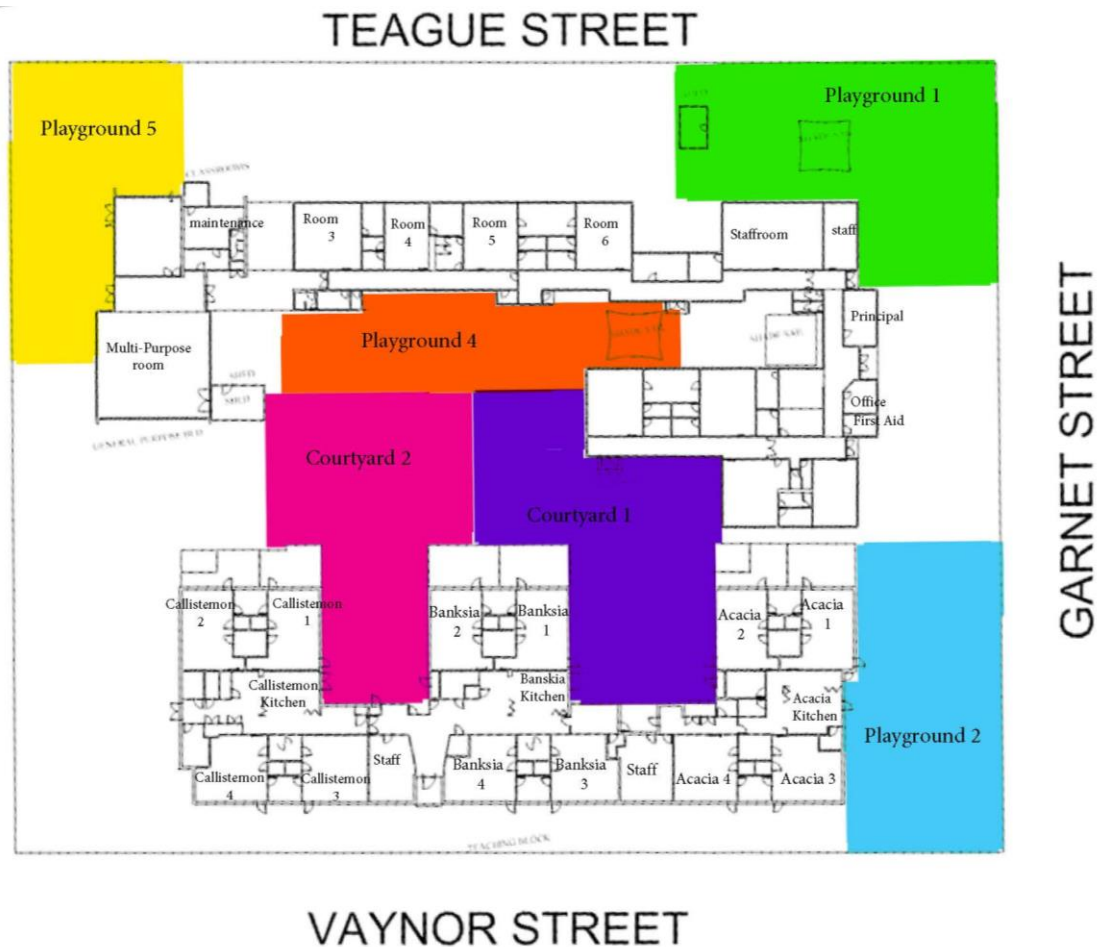 TEAGUE STREET
Playground 1
Playground 5
CLASSROOMS
maintenance
Room
3
Room
4
Room
5
Room
6
Staffroom
staff
GARNET STREET
Principal
Playground 4
Multi-Purpose
room
Office
First Aid
Courtyard 2
Courtyard 1
Callistemon
2
Callistemon
1
Banksia
2
Banksia
1
Acacia
2
Acacia
1
Callistemon
Kitchen
Banskia
Kitchen
Acacia
Kitchen
Playground 2
Callistemon
4
Callistemon
3
Staff
Banksia
4
Banksia
3
Staff
Acacia 4
Acacia 3
TEACHING BLOCK
VAYNOR STREET